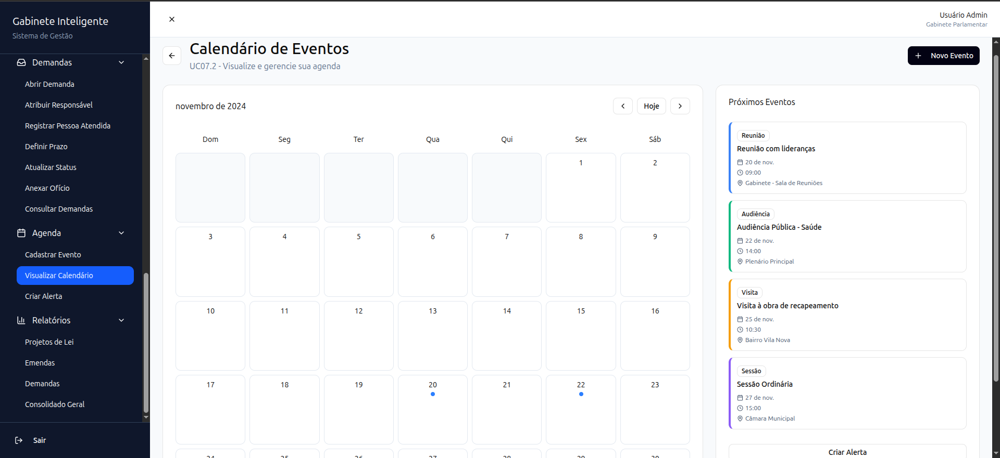 Gabinete Inteligente
Sistema de Gestão
Demandas
Abrir Demanda
Atribuir Responsável
Registrar Pessoa Atendida
Definir Prazo
Atualizar Status
Anexar Ofício
Consultar Demandas
Agenda
Cadastrar Evento
Visualizar Calendário
Criar Alerta
Relatórios
Projetos de Lei
Emendas
Demandas
Consolidado Geral
Sair
Usuário Admin
Gabinete Parlamentar
Calendário de Eventos
UC07.2 - Visualize e gerencie sua agenda
Novo Evento
novembro de 2024
Hoje
Dom Seg Ter Qua Qui Sex Sáb
1 2
3 4 5 6 7 8 9
10 11 12 13 14 15 16
17 18 19 20 21 22 23
24 25 26 27 28 29 30
Próximos Eventos
Reunião
Reunião com lideranças
20 de nov.
09:00
Gabinete - Sala de Reuniões
Audiência
Audiência Pública - Saúde
22 de nov.
14:00
Plenário Principal
Visita
Visita à obra de recapeamento
25 de nov.
10:30
Bairro Vila Nova
Sessão
Sessão Ordinária
27 de nov.
15:00
Câmara Municipal
Criar Alerta